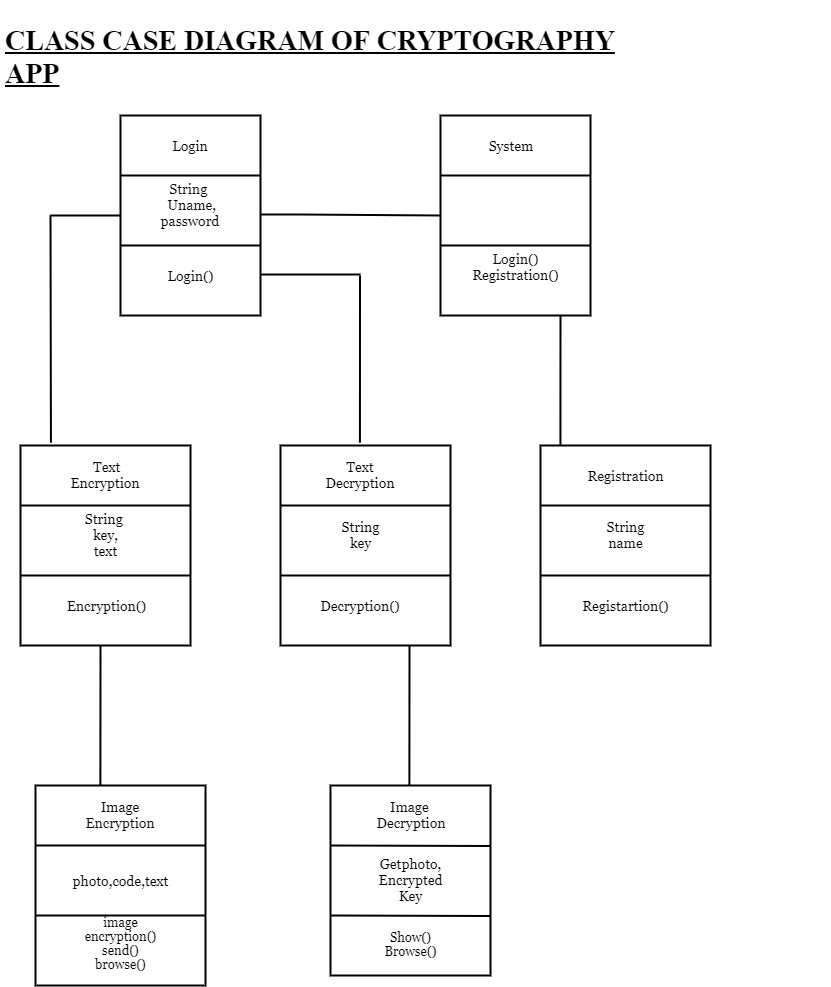 CLASS CASE DIAGRAM OF CRYPTOGRAPHY
APP
Login
System
String
Uname,
password
Login()
Login()
Registration()
Text
Encryption
Text
Decryption
Registration
String
key,
text
String
key
String
name
Encryption()
Decryption()
Registartion()
Image
Encryption
Image
Decryption
photo,code,text
Getphoto,
Encrypted
Key
image
encryption()
send()
browse()
Show()
Browse()